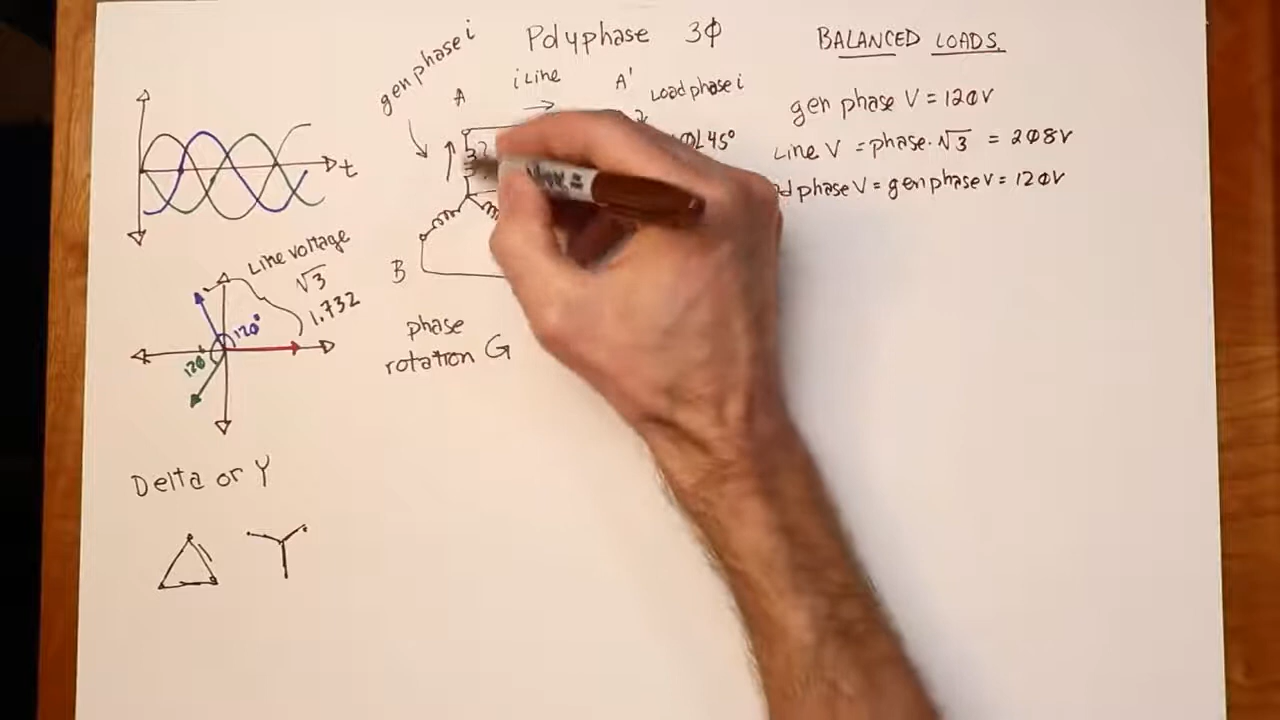 Polyphase 3ϕ
BALANCED LOADS.
gen phase i
i Line
A'
Load phase i
A
gen phase V = 120V
∠45°
Line V = phase·√3 = 208V
phase V = gen phase V = 120V
t
Line voltage
√3
1.732
120°
120
B
phase
rotation G
Delta or Y